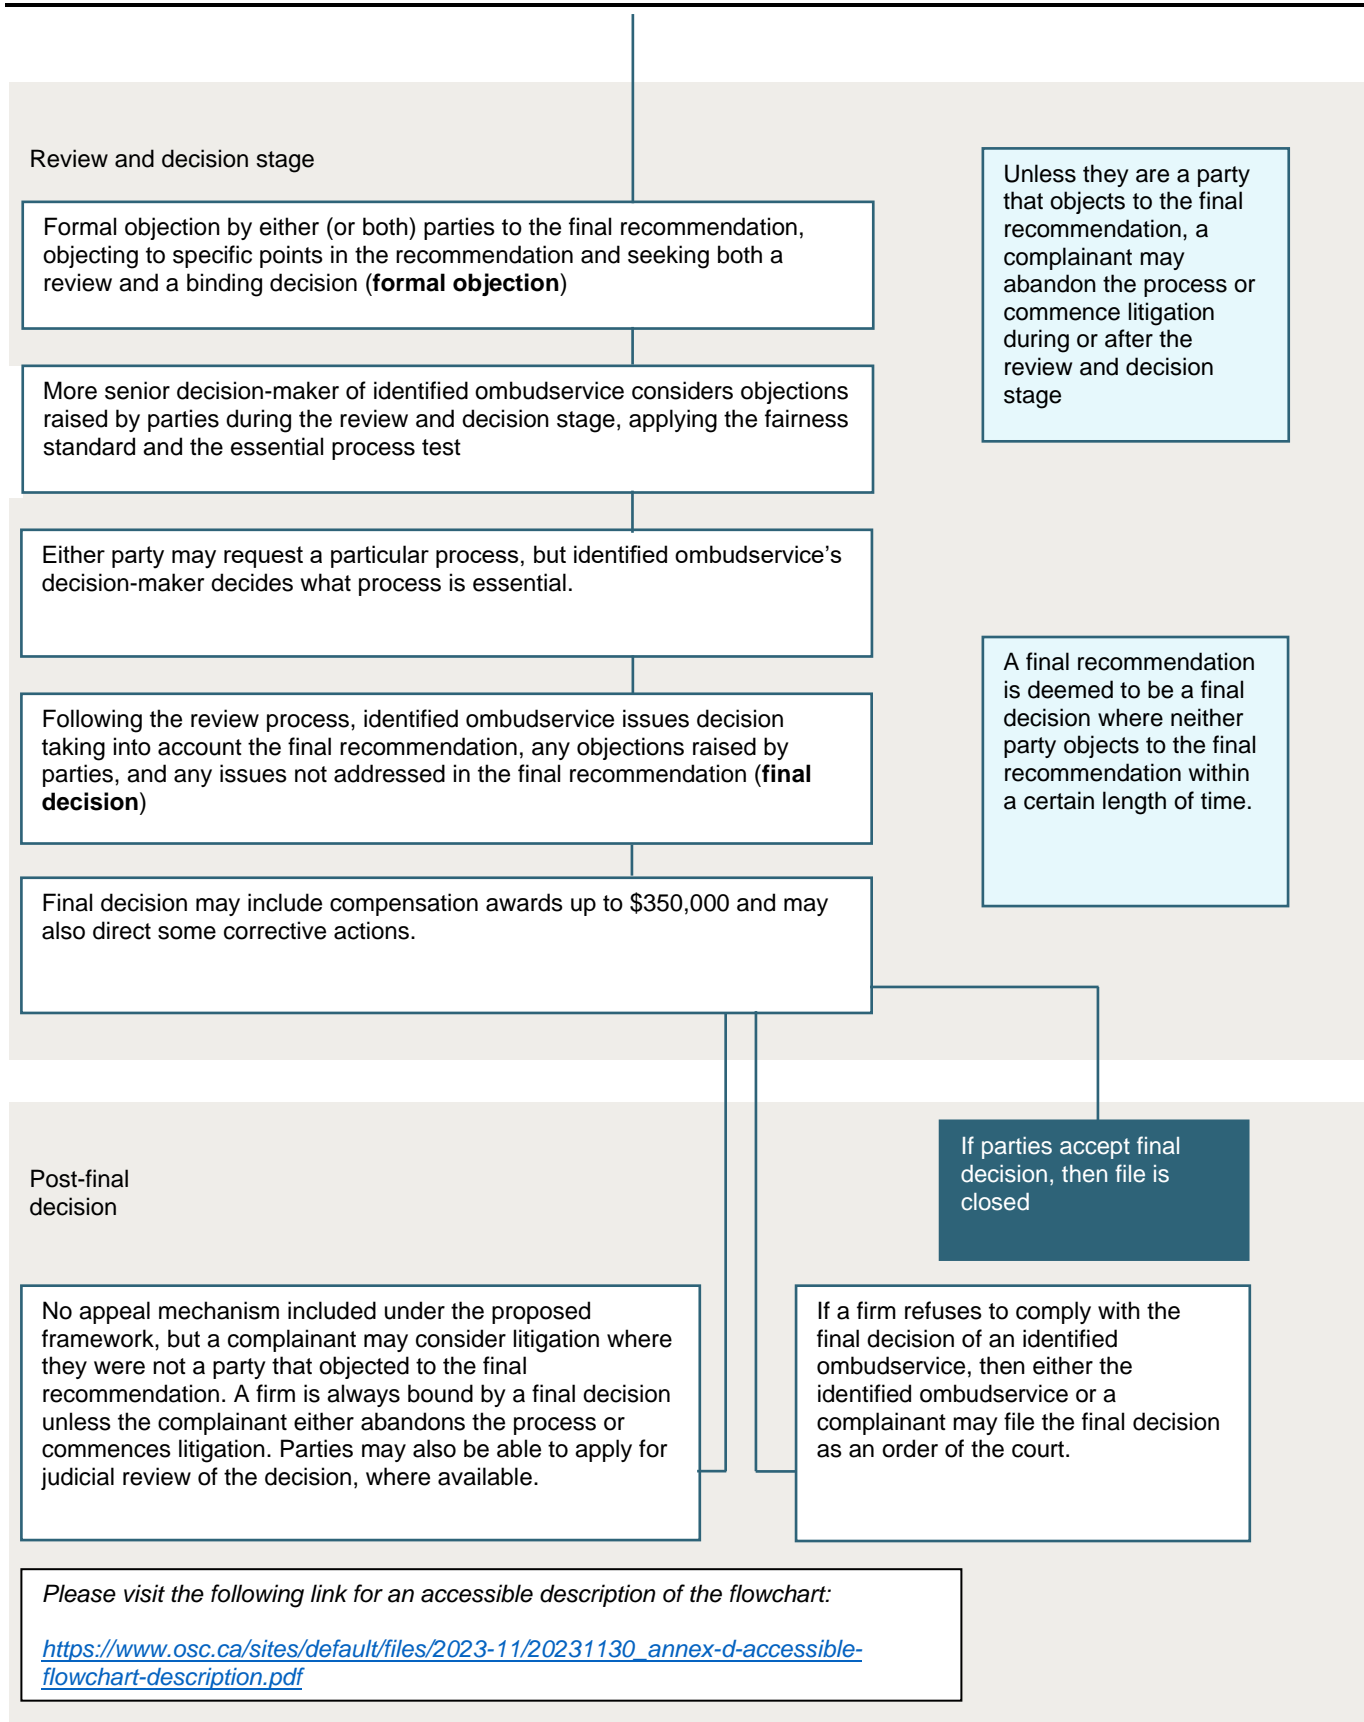 Review and decision stage
Formal objection by either (or both) parties to the final recommendation,
objecting to specific points in the recommendation and seeking both a
review and a binding decision (formal objection)
Unless they are a party
that objects to the final
recommendation, a
complainant may
abandon the process or
commence litigation
during or after the
review and decision
stage
More senior decision-maker of identified ombudservice considers objections
raised by parties during the review and decision stage, applying the fairness
standard and the essential process test
Either party may request a particular process, but identified ombudservice’s
decision-maker decides what process is essential.
A final recommendation
is deemed to be a final
decision where neither
party objects to the final
recommendation within
a certain length of time.
Following the review process, identified ombudservice issues decision
taking into account the final recommendation, any objections raised by
parties, and any issues not addressed in the final recommendation (final
decision)
Final decision may include compensation awards up to $350,000 and may
also direct some corrective actions.
Post-final
decision
If parties accept final
decision, then file is
closed
No appeal mechanism included under the proposed
framework, but a complainant may consider litigation where
they were not a party that objected to the final
recommendation. A firm is always bound by a final decision
unless the complainant either abandons the process or
commences litigation. Parties may also be able to apply for
judicial review of the decision, where available.
If a firm refuses to comply with the
final decision of an identified
ombudservice, then either the
identified ombudservice or a
complainant may file the final decision
as an order of the court.
Please visit the following link for an accessible description of the flowchart:
https://www.osc.ca/sites/default/files/2023-11/20231130_annex-d-accessible-
flowchart-description.pdf